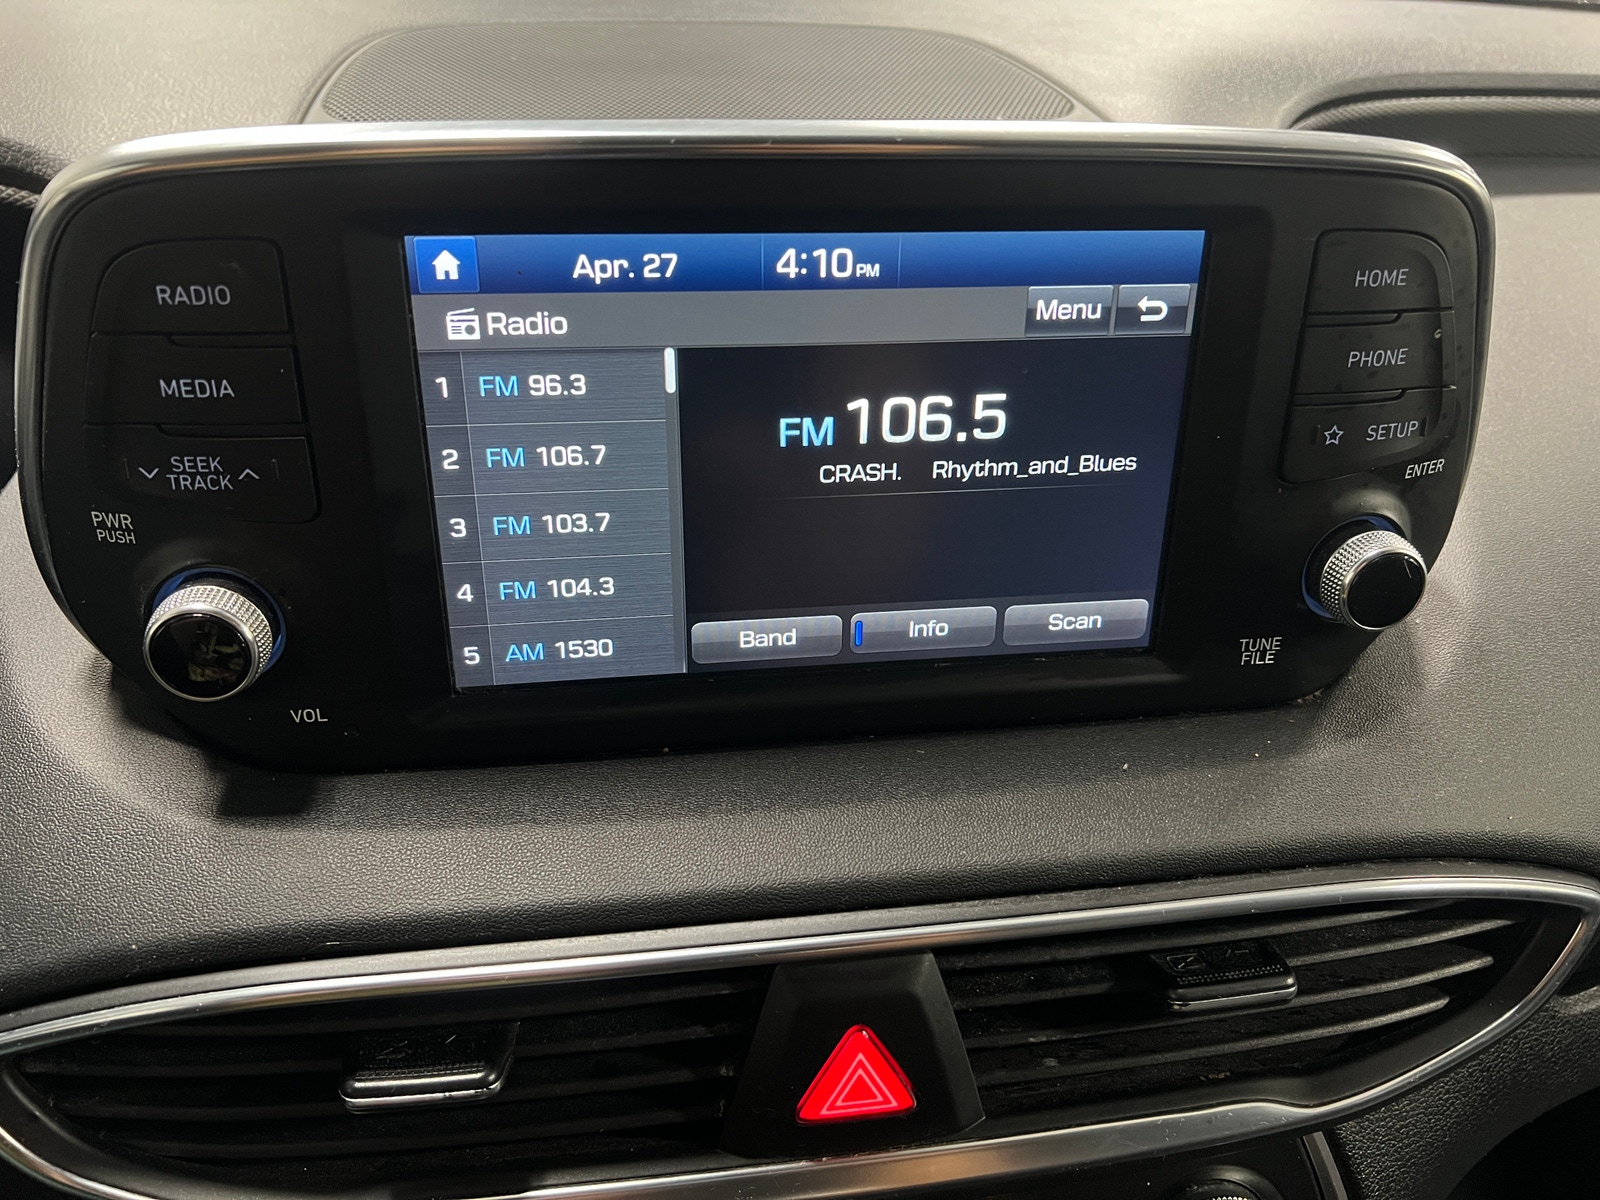 Apr. 27 4:10 PM
Radio Menu
1 FM 96.3
2 FM 106.7
3 FM 103.7
4 FM 104.3
5 AM 1530
FM 106.5
CRASH. Rhythm_and_Blues
Band Info Scan
RADIO
MEDIA
SEEK
TRACK
PWR
PUSH
VOL
HOME
PHONE
SETUP
ENTER
TUNE
FILE